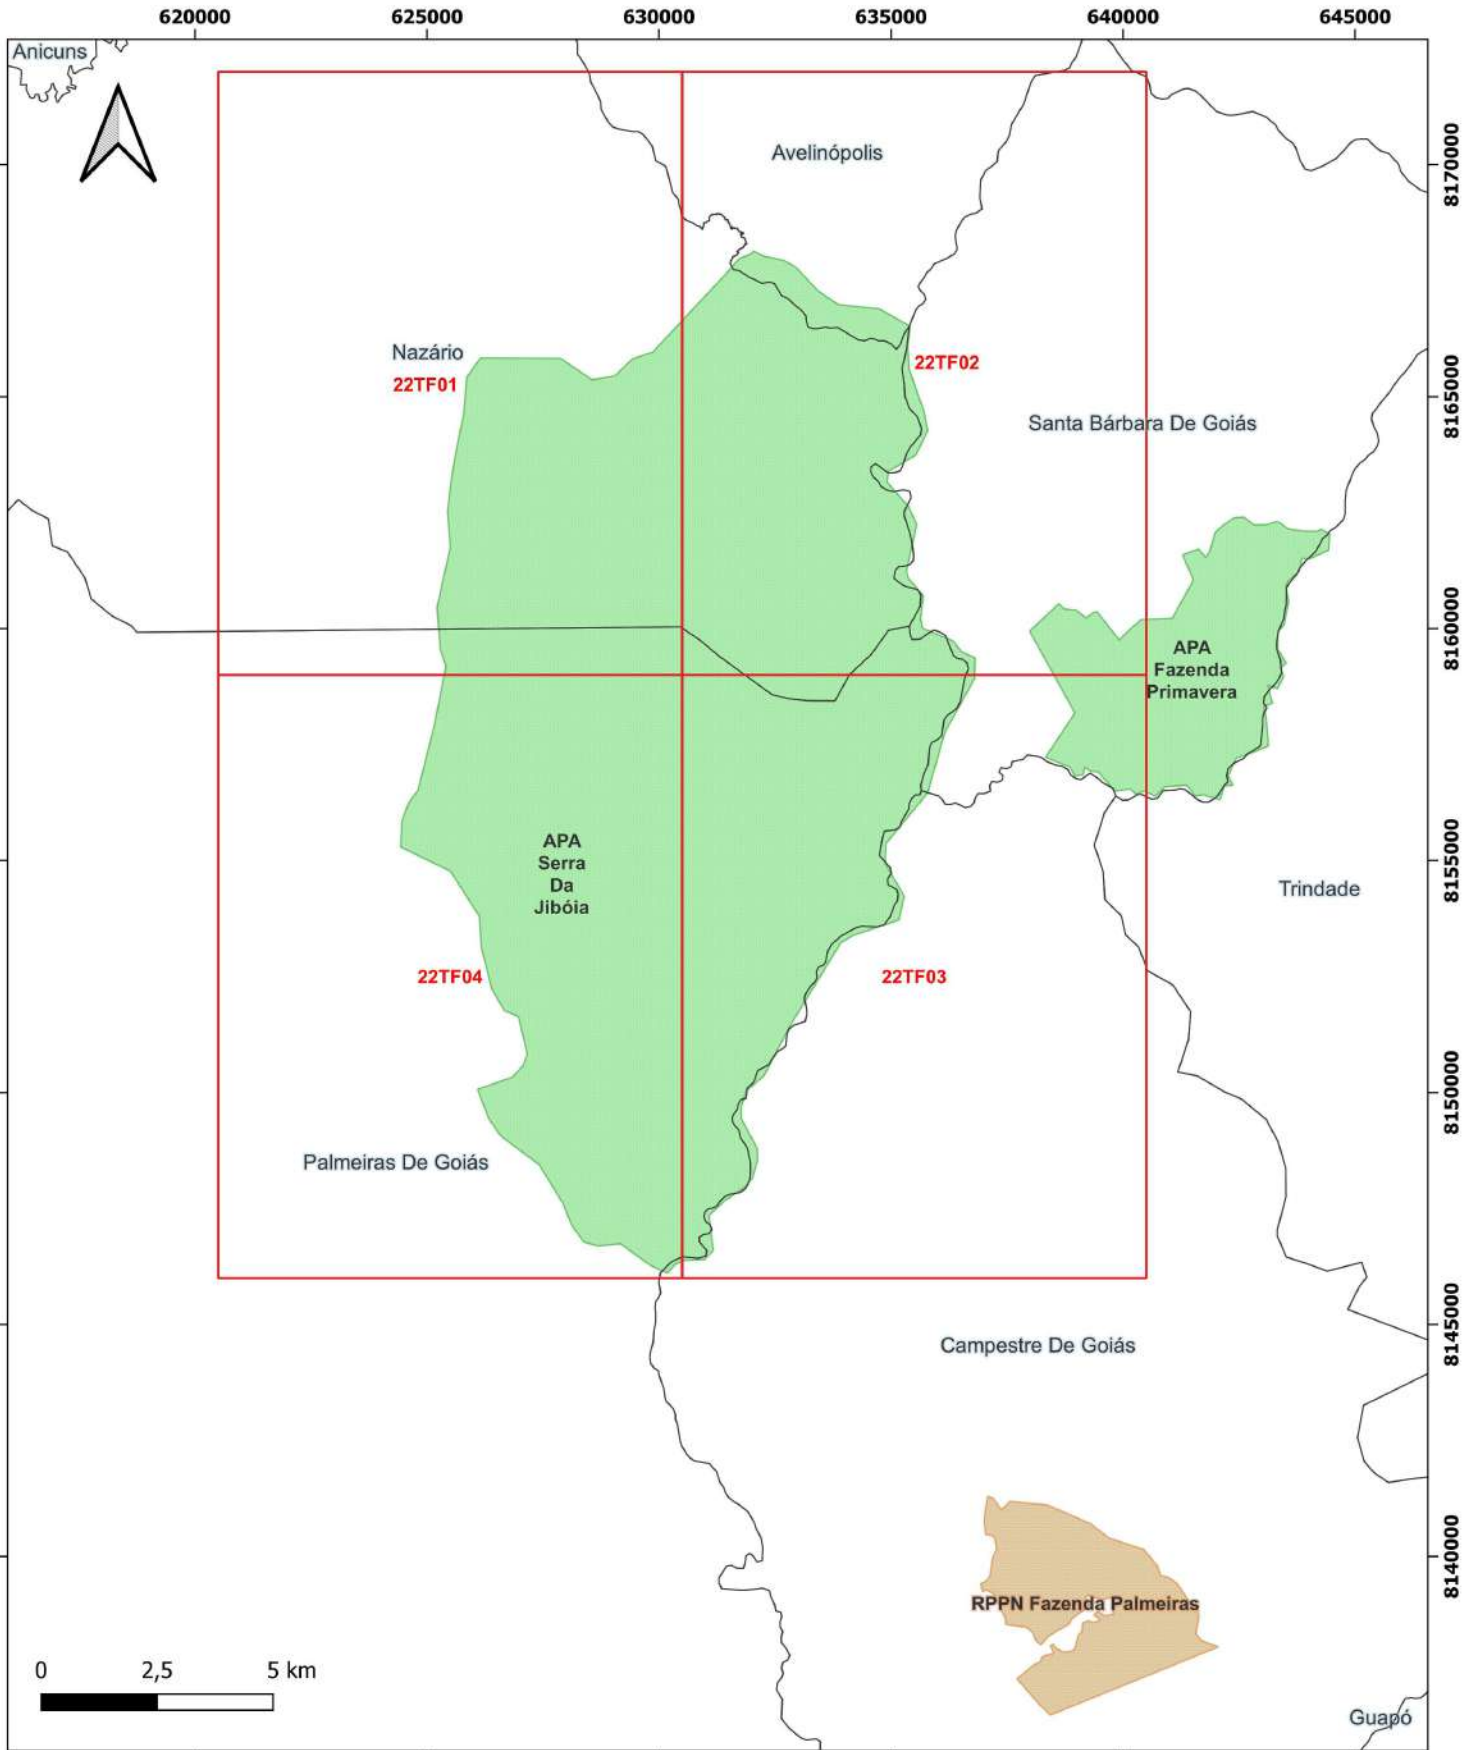 620000 625000 630000 635000 640000 645000
Anicuns
Avelinópolis
8170000
Nazário
22TF01
22TF02
8165000
Santa Bárbara De Goiás
8160000
APA
Fazenda
Primavera
APA
Serra
Da
Jibóia
8155000
Trindade
22TF04
22TF03
8150000
Palmeiras De Goiás
8145000
Campestre De Goiás
8140000
RPPN Fazenda Palmeiras
0 2,5 5 km
Guapó